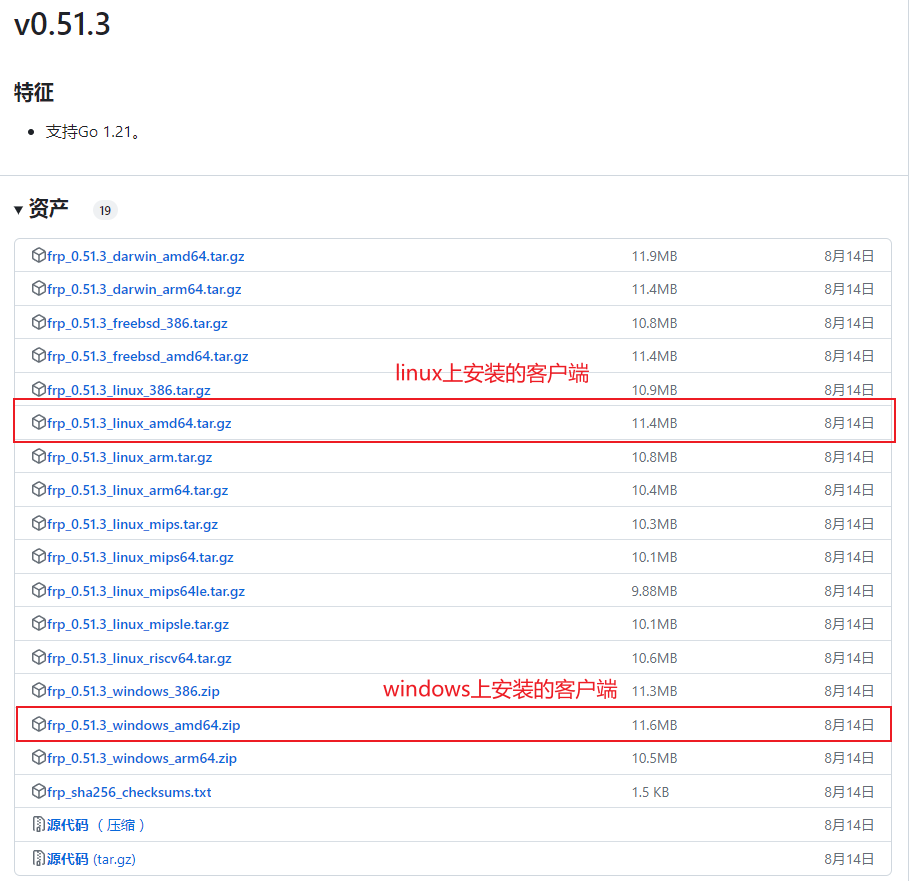 v0.51.3
特征
• 支持Go 1.21。
▾ 资产 19
frp_0.51.3_darwin_amd64.tar.gz 11.9MB 8月14日
frp_0.51.3_darwin_arm64.tar.gz 11.4MB 8月14日
frp_0.51.3_freebsd_386.tar.gz 10.8MB 8月14日
frp_0.51.3_freebsd_amd64.tar.gz 11.4MB 8月14日
linux上安装的客户端
frp_0.51.3_linux_386.tar.gz 10.9MB 8月14日
frp_0.51.3_linux_amd64.tar.gz 11.4MB 8月14日
frp_0.51.3_linux_arm.tar.gz 10.8MB 8月14日
frp_0.51.3_linux_arm64.tar.gz 10.4MB 8月14日
frp_0.51.3_linux_mips.tar.gz 10.3MB 8月14日
frp_0.51.3_linux_mips64.tar.gz 10.1MB 8月14日
frp_0.51.3_linux_mips64le.tar.gz 9.88MB 8月14日
frp_0.51.3_linux_mipsle.tar.gz 10.1MB 8月14日
frp_0.51.3_linux_riscv64.tar.gz 10.6MB 8月14日
frp_0.51.3_windows_386.zip windows上安装的客户端 11.3MB 8月14日
frp_0.51.3_windows_amd64.zip 11.6MB 8月14日
frp_0.51.3_windows_arm64.zip 10.5MB 8月14日
frp_sha256_checksums.txt 1.5 KB 8月14日
源代码（压缩） 8月14日
源代码 (tar.gz) 8月14日